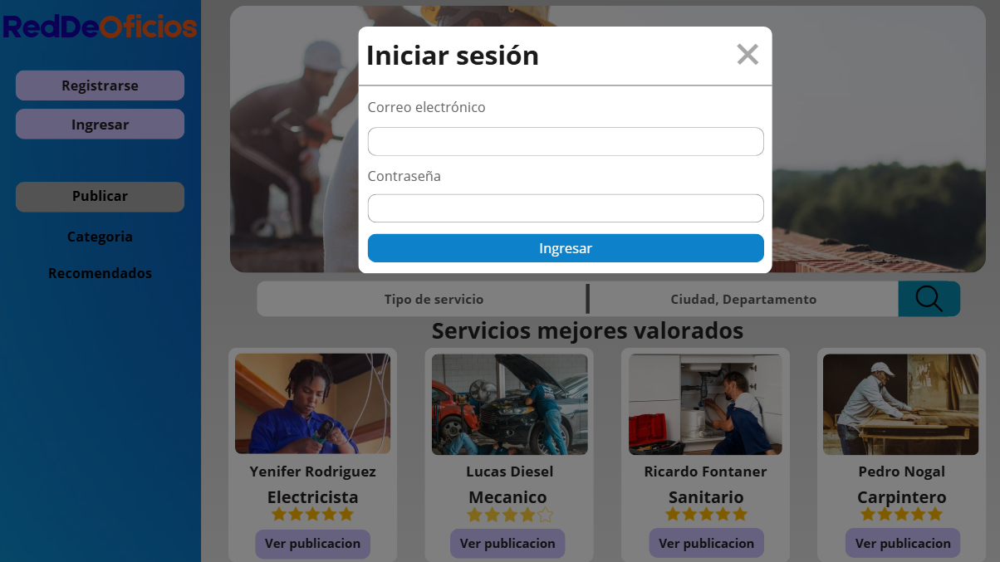 RedDeOficios
Registrarse
Ingresar
Publicar
Categoria
Recomendados
Iniciar sesión
Correo electrónico
Contraseña
Ingresar
Tipo de servicio
Ciudad, Departamento
Servicios mejores valorados
Yenifer Rodriguez
Electricista
Ver publicacion
Lucas Diesel
Mecanico
Ver publicacion
Ricardo Fontaner
Sanitario
Ver publicacion
Pedro Nogal
Carpintero
Ver publicacion